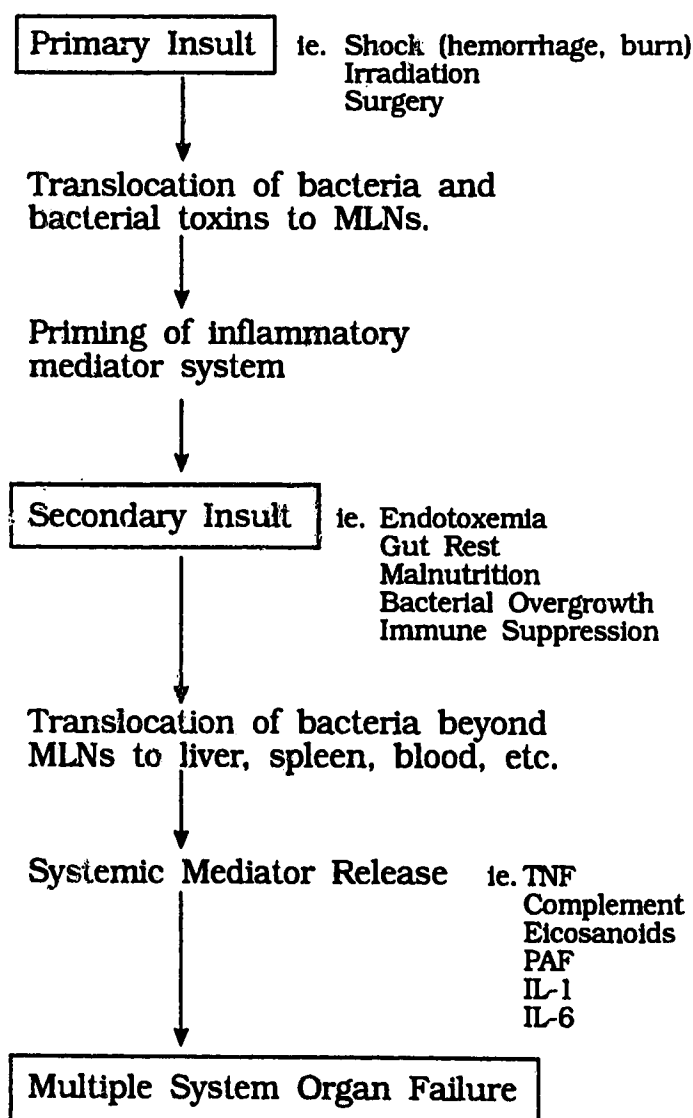 Primary Insult ie. Shock (hemorrhage, burn)
Irradiation
Surgery
Translocation of bacteria and
bacterial toxins to MLNs.
Priming of inflammatory
mediator system
Secondary Insult ie. Endotoxemia
Gut Rest
Malnutrition
Bacterial Overgrowth
Immune Suppression
Translocation of bacteria beyond
MLNs to liver, spleen, blood, etc.
Systemic Mediator Release ie. TNF
Complement
Eicosanoids
PAF
IL-1
IL-6
Multiple System Organ Failure